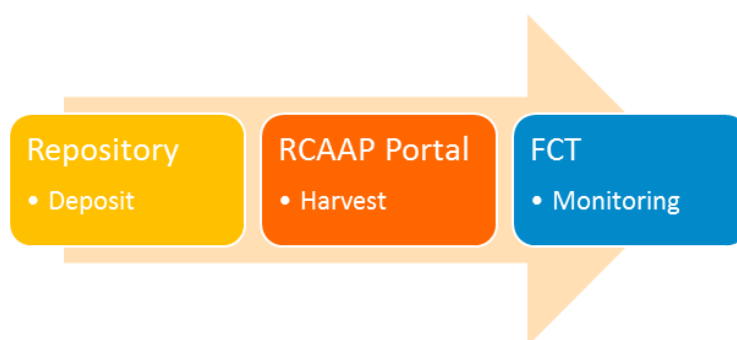 Repository
• Deposit
RCAAP Portal
• Harvest
FCT
• Monitoring